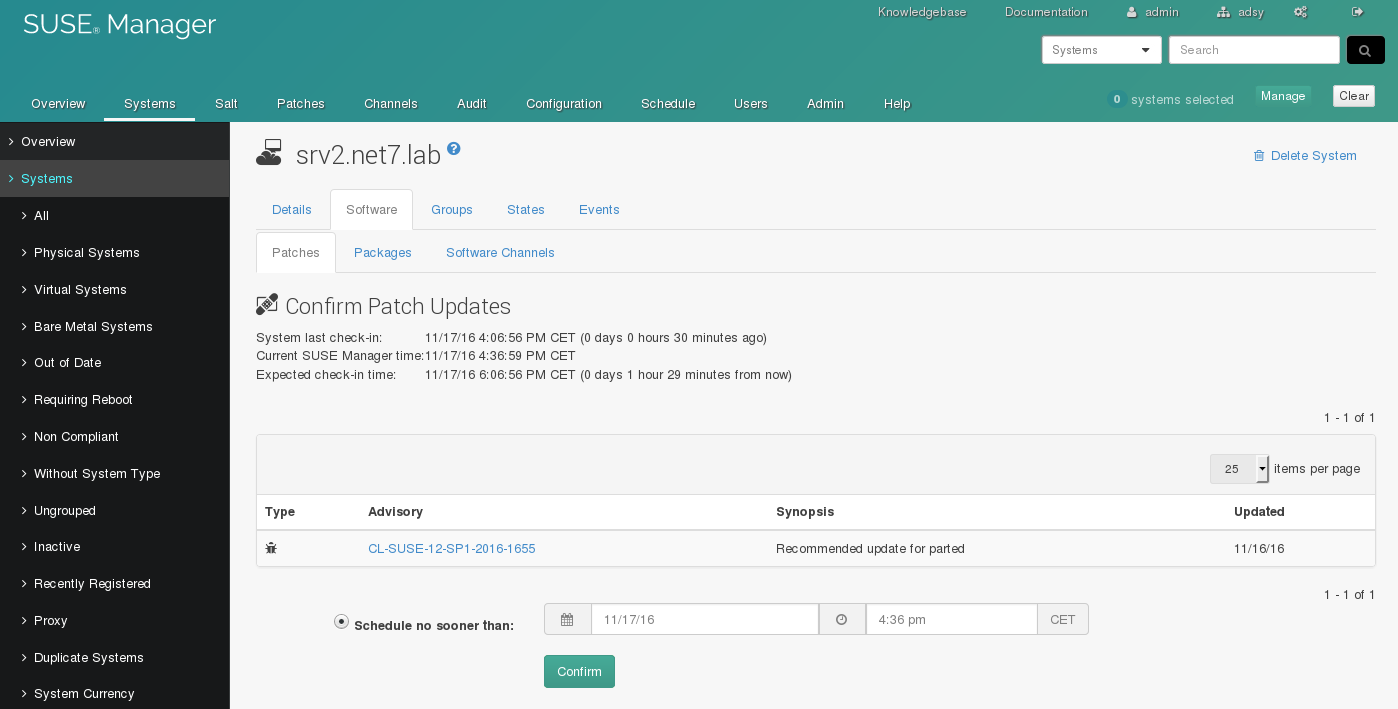 SUSE® Manager
Knowledgebase Documentation admin adsy
Systems Search
Overview Systems Salt Patches Channels Audit Configuration Schedule Users Admin Help
0 systems selected Manage Clear
Overview
Systems
All
Physical Systems
Virtual Systems
Bare Metal Systems
Out of Date
Requiring Reboot
Non Compliant
Without System Type
Ungrouped
Inactive
Recently Registered
Proxy
Duplicate Systems
System Currency
srv2.net7.lab ?
Delete System
Details Software Groups States Events
Patches Packages Software Channels
Confirm Patch Updates
System last check-in: 11/17/16 4:06:56 PM CET (0 days 0 hours 30 minutes ago)
Current SUSE Manager time: 11/17/16 4:36:59 PM CET
Expected check-in time: 11/17/16 6:06:56 PM CET (0 days 1 hour 29 minutes from now)
1 - 1 of 1
25 items per page
Type Advisory Synopsis Updated
CL-SUSE-12-SP1-2016-1655 Recommended update for parted 11/16/16
1 - 1 of 1
Schedule no sooner than: 11/17/16 4:36 pm CET
Confirm